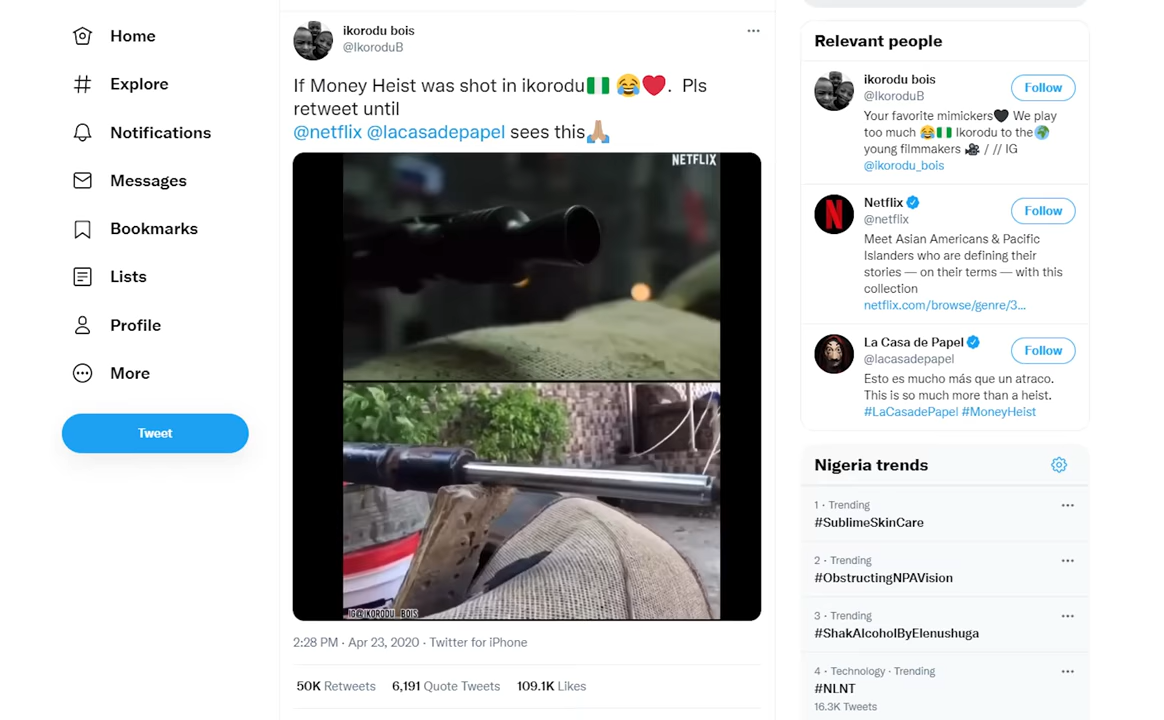 Home
Explore
Notifications
Messages
Bookmarks
Lists
Profile
More
Tweet
ikorodu bois
@IkoroduB
If Money Heist was shot in ikorodu🇳🇬 😂❤️.  Pls
retweet until
@netflix @lacasadepapel sees this🙏🏽
NETFLIX
IG@IKORODU_BOIS
2:28 PM · Apr 23, 2020 · Twitter for iPhone
50K Retweets 6,191 Quote Tweets 109.1K Likes
Relevant people
ikorodu bois
@IkoroduB
Follow
Your favorite mimickers🖤 We play
too much 😂🇳🇬 Ikorodu to the🌍
young filmmakers 🎥 / // IG
@ikorodu_bois
Netflix
@netflix
Follow
Meet Asian Americans & Pacific
Islanders who are defining their
stories — on their terms — with this
collection
netflix.com/browse/genre/3...
La Casa de Papel
@lacasadepapel
Follow
Esto es mucho más que un atraco.
This is so much more than a heist.
#LaCasadePapel #MoneyHeist
Nigeria trends
1 · Trending
#SublimeSkinCare
2 · Trending
#ObstructingNPAVision
3 · Trending
#ShakAlcoholByElenushuga
4 · Technology · Trending
#NLNT
16.3K Tweets